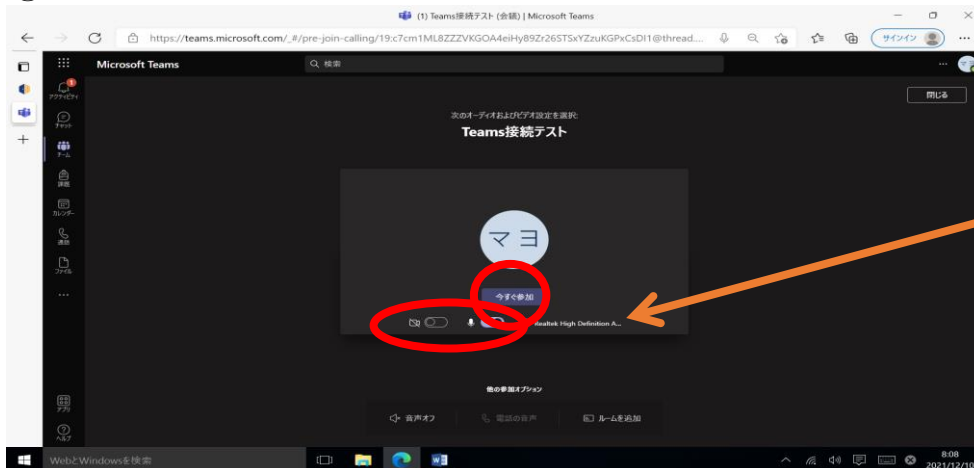 (1) Teams接続テスト (会議) | Microsoft Teams
https://teams.microsoft.com/_#/pre-join-calling/19:c7cm1ML8ZZZVKGOA4eiHy89Zr26STSxYZzuKGPxCsDI1@thread....
サインイン
Microsoft Teams
検索
アクティビティ
1
閉じる
チャット
次のオーディオおよびビデオ設定を選択:
Teams接続テスト
チーム
課題
カレンダー
通話
マヨ
ファイル
今すぐ参加
Realtek High Definition A...
他の参加オプション
アプリ
音声オフ
電話の音声
ルームを追加
ヘルプ
WebとWindowsを検索
8:08
2021/12/10